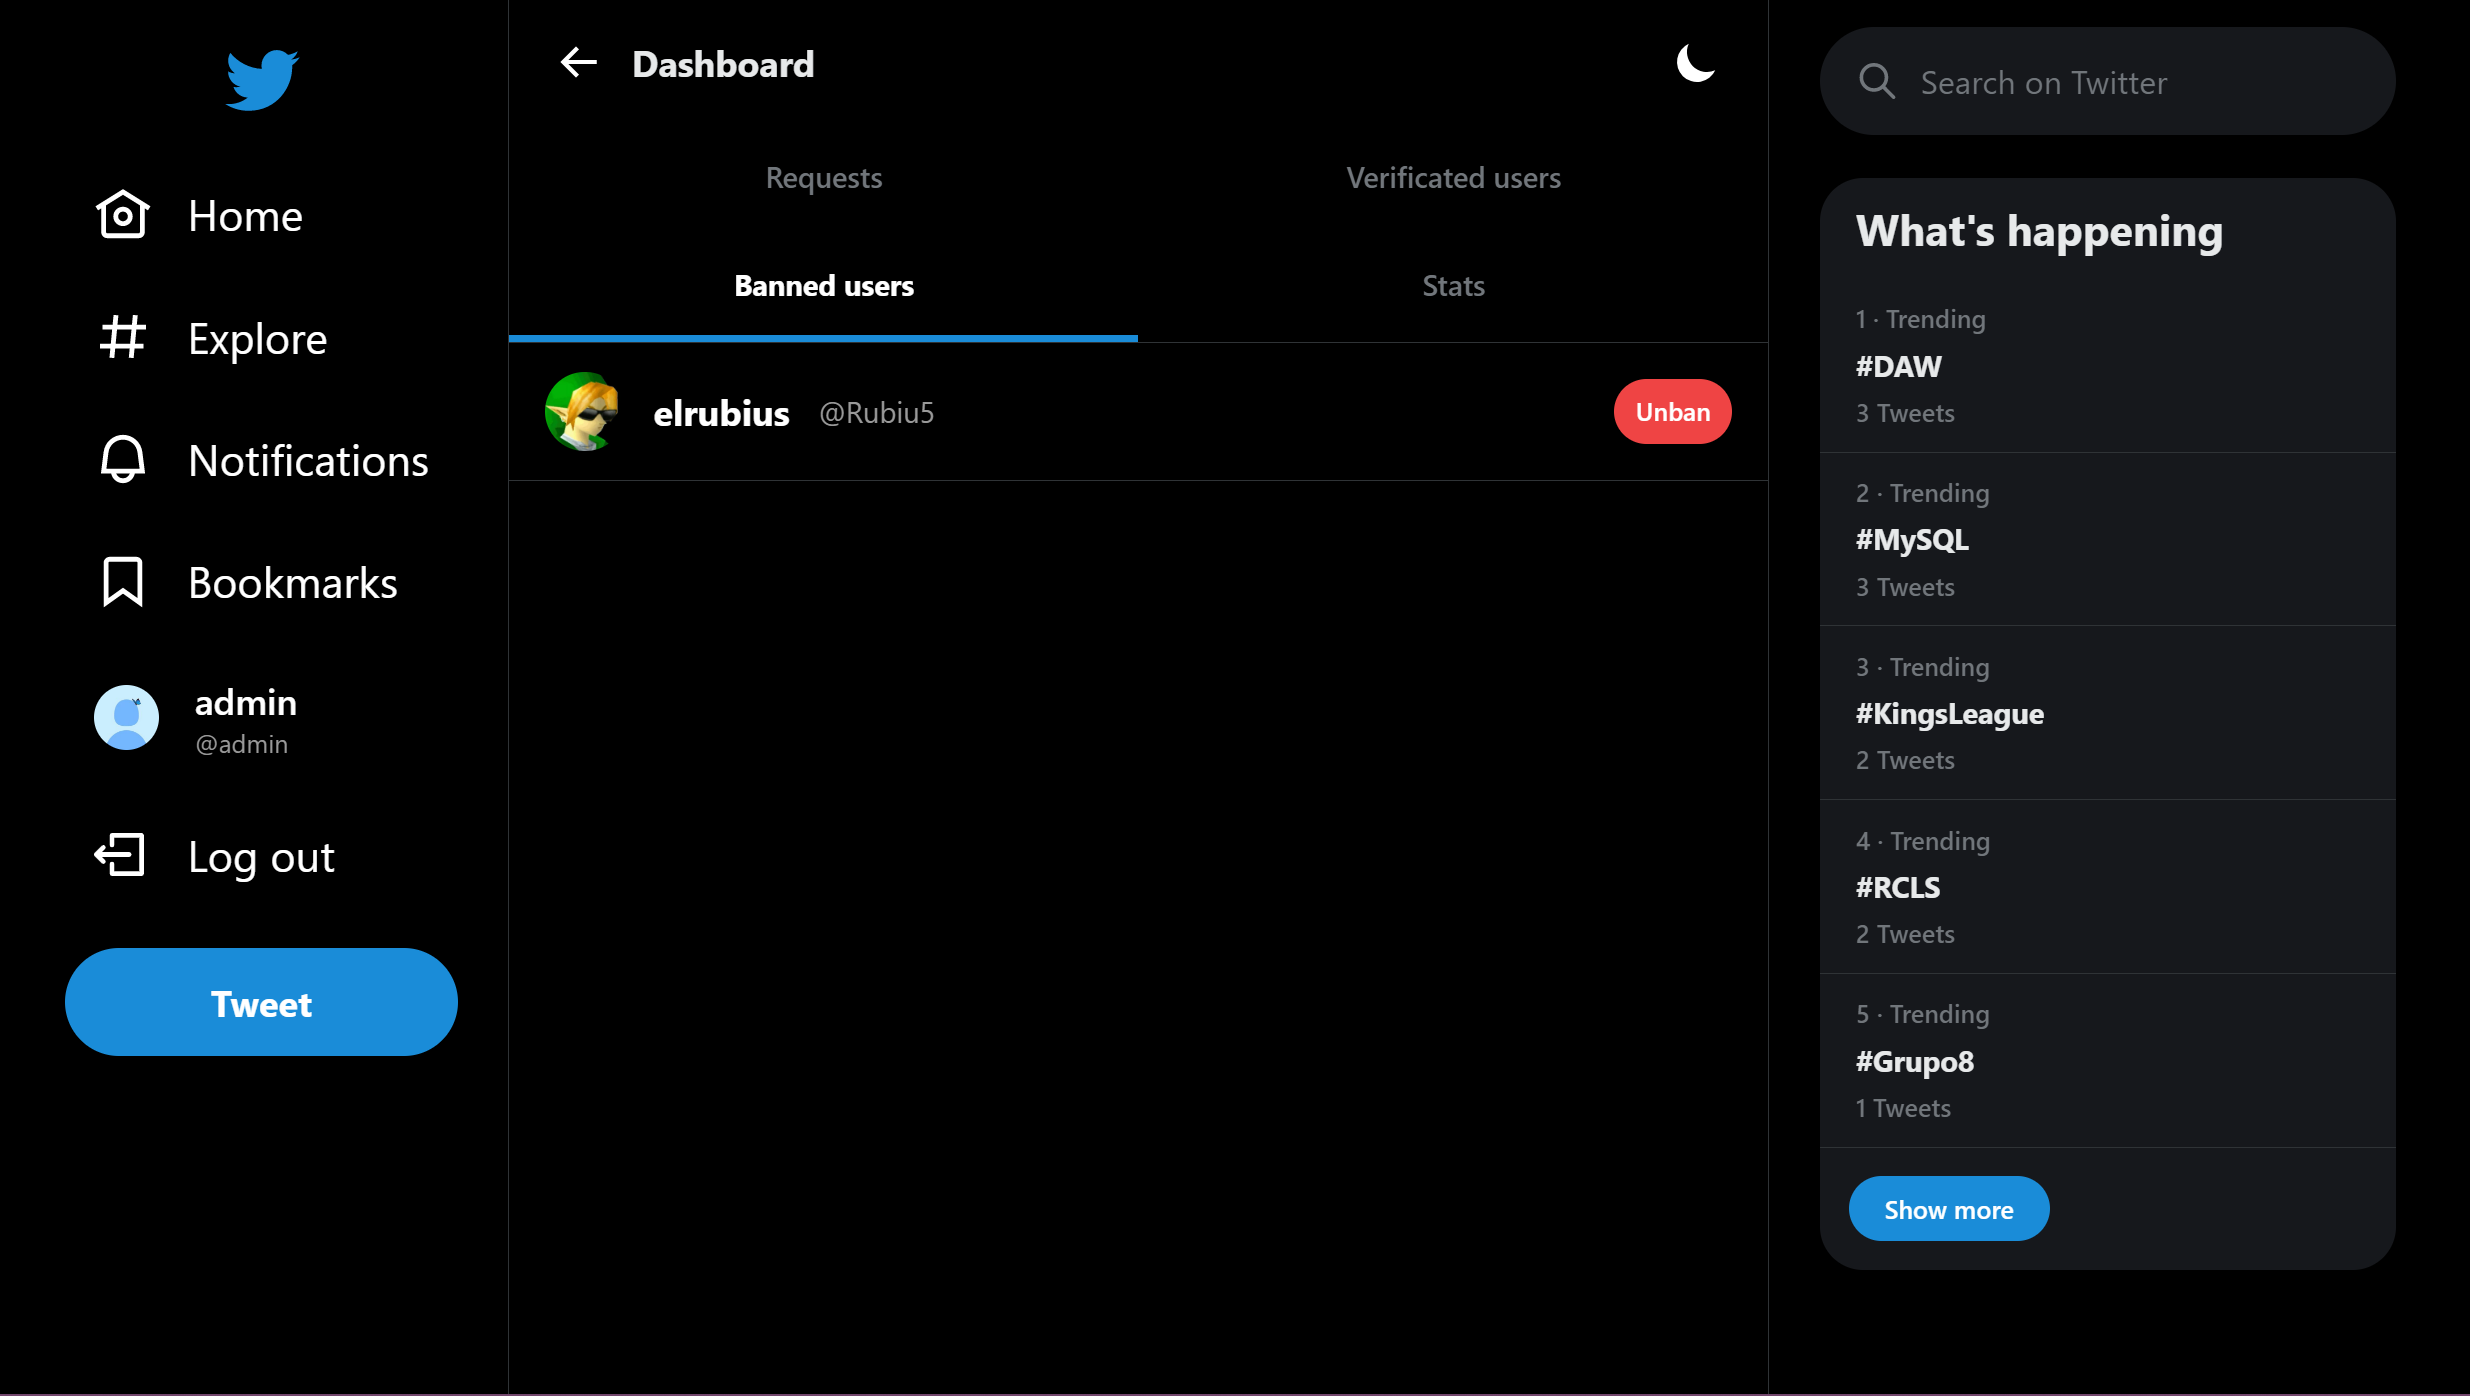 Home
Explore
Notifications
Bookmarks
admin
@admin
Log out
Tweet
Dashboard
Requests
Verificated users
Banned users
Stats
elrubius @Rubiu5
Unban
Search on Twitter
What's happening
1 · Trending
#DAW
3 Tweets
2 · Trending
#MySQL
3 Tweets
3 · Trending
#KingsLeague
2 Tweets
4 · Trending
#RCLS
2 Tweets
5 · Trending
#Grupo8
1 Tweets
Show more